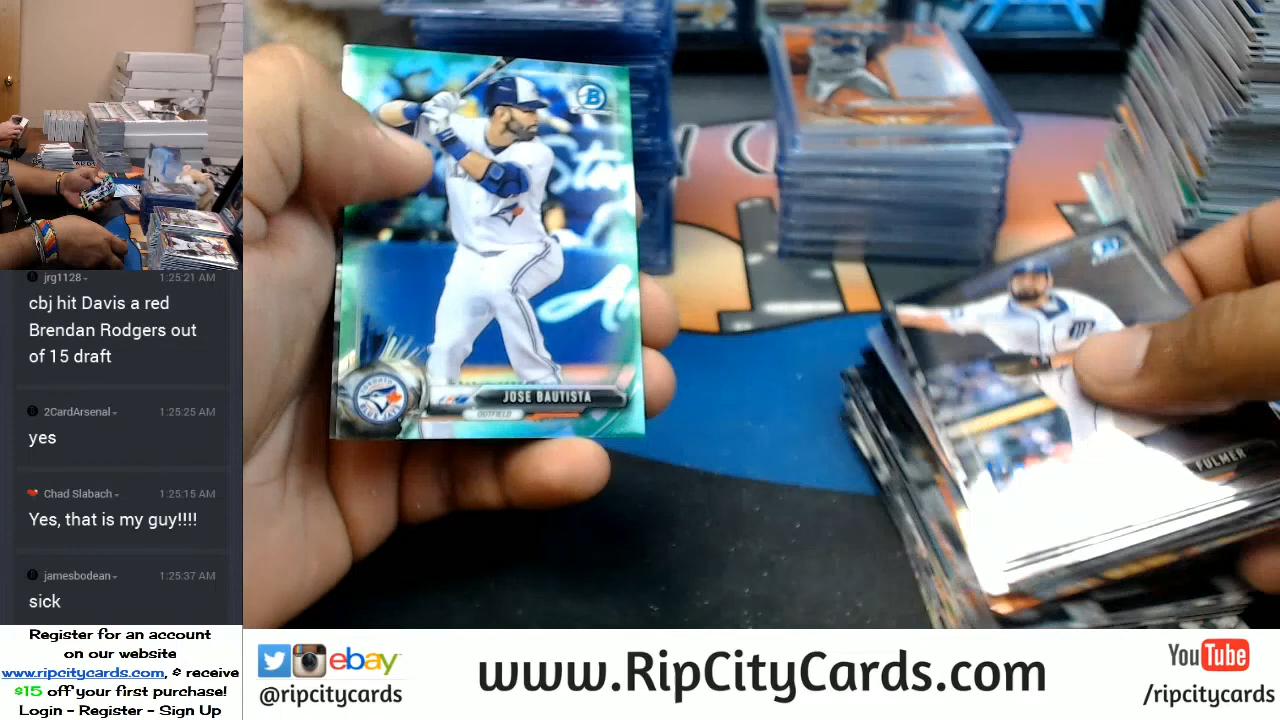 jrg1128
1:25:21 AM
cbj hit Davis a red
Brendan Rodgers out
of 15 draft
2CardArsenal
1:25:25 AM
yes
Chad Slabach
1:25:15 AM
Yes, that is my guy!!!!
jamesbodean
1:25:37 AM
sick
Register for an account
on our website
www.ripcitycards.com, & receive
$15 off your first purchase!
Login - Register - Sign Up
B
JOSE BAUTISTA
OUTFIELD
FULMER
ebay
@ripcitycards
www.RipCityCards.com
YouTube
/ripcitycards